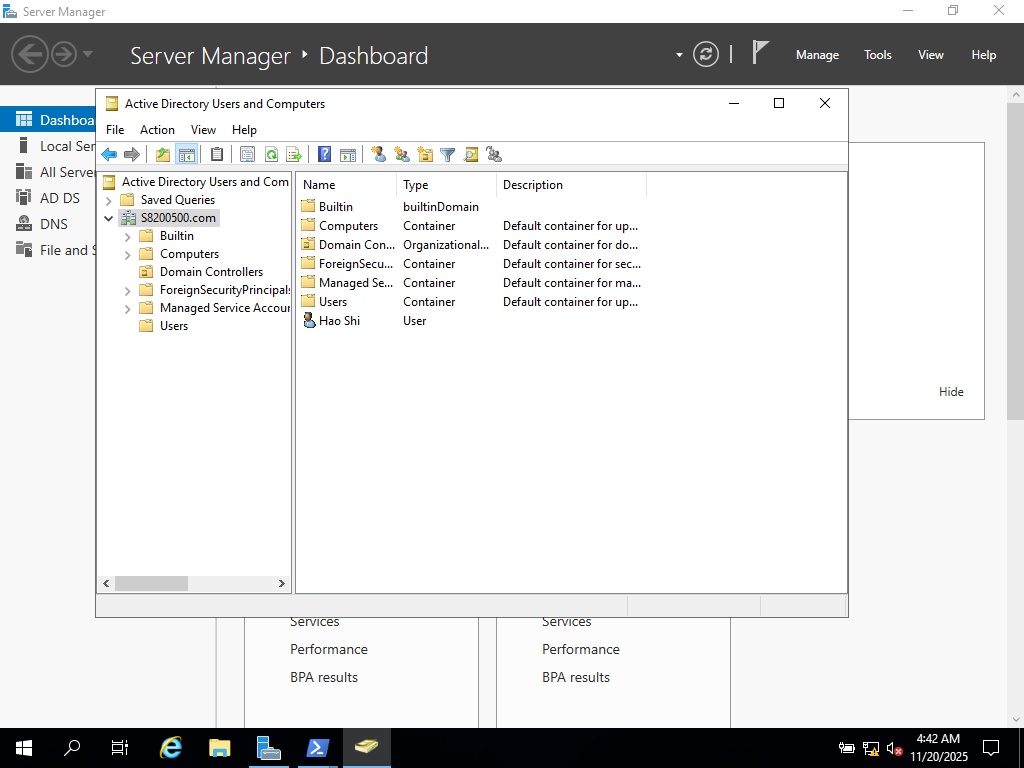 Server Manager
Server Manager ‣ Dashboard
Manage
Tools
View
Help
Dashboa
Local Ser
All Server
AD DS
DNS
File and S
Active Directory Users and Computers
File
Action
View
Help
Active Directory Users and Com
Saved Queries
S8200500.com
Builtin
Computers
Domain Controllers
ForeignSecurityPrincipals
Managed Service Accour
Users
Name Type Description
Builtin builtinDomain
Computers Container Default container for up...
Domain Con... Organizational... Default container for do...
ForeignSecu... Container Default container for sec...
Managed Se... Container Default container for ma...
Users Container Default container for up...
Hao Shi User
Hide
Services
Performance
BPA results
Services
Performance
BPA results
4:42 AM
11/20/2025